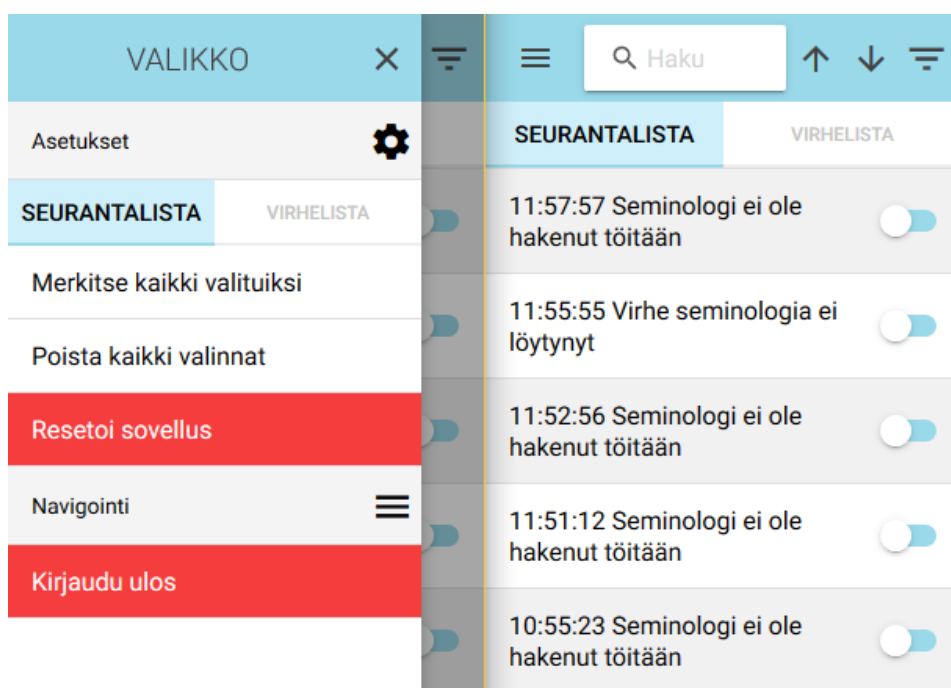 VALIKKO
Asetukset
SEURANTALISTA
VIRHELISTA
Merkitse kaikki valituiksi
Poista kaikki valinnat
Resetoi sovellus
Navigointi
Kirjaudu ulos
Haku
SEURANTALISTA
VIRHELISTA
11:57:57 Seminologi ei ole
hakenut töitään
11:55:55 Virhe seminologia ei
löytynyt
11:52:56 Seminologi ei ole
hakenut töitään
11:51:12 Seminologi ei ole
hakenut töitään
10:55:23 Seminologi ei ole
hakenut töitään